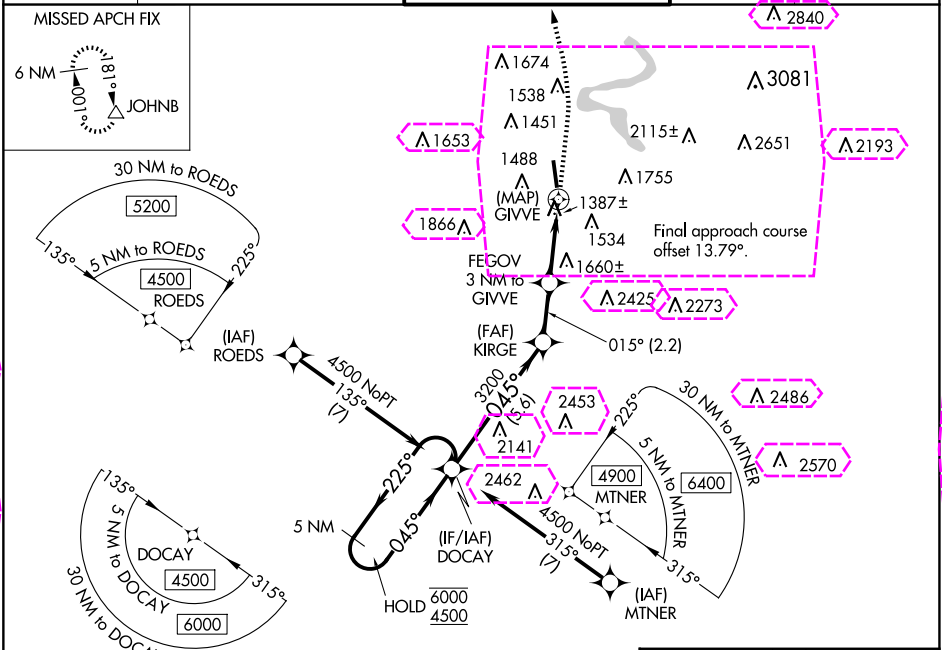 MISSED APCH FIX
6 NM
181°
001°
JOHNB
2840
1674
1538
1451
1488
3081
2115±
2651
1755
1653
2193
1866
(MAP)
GIVVE
1387±
1534
1660±
Final approach course
offset 13.79°.
FEGOV
3 NM to
GIVVE
2425
2273
(FAF)
KIRGE
015° (2.2)
30 NM to ROEDS
5200
135°
5 NM to ROEDS
225°
4500
ROEDS
(IAF)
ROEDS
4500 NoPT
135°
(7)
3200
045°
(5.6)
2453
2141
2462
2486
2570
30 NM to MTNER
225°
5 NM to MTNER
4900
MTNER
6400
315°
225°
045°
5 NM
(IF/IAF)
DOCAY
4500 NoPT
315°
(7)
(IAF)
MTNER
HOLD
6000
4500
135°
DOCAY
5 NM to DOCAY
4500
315°
6000
30 NM to DOCAY